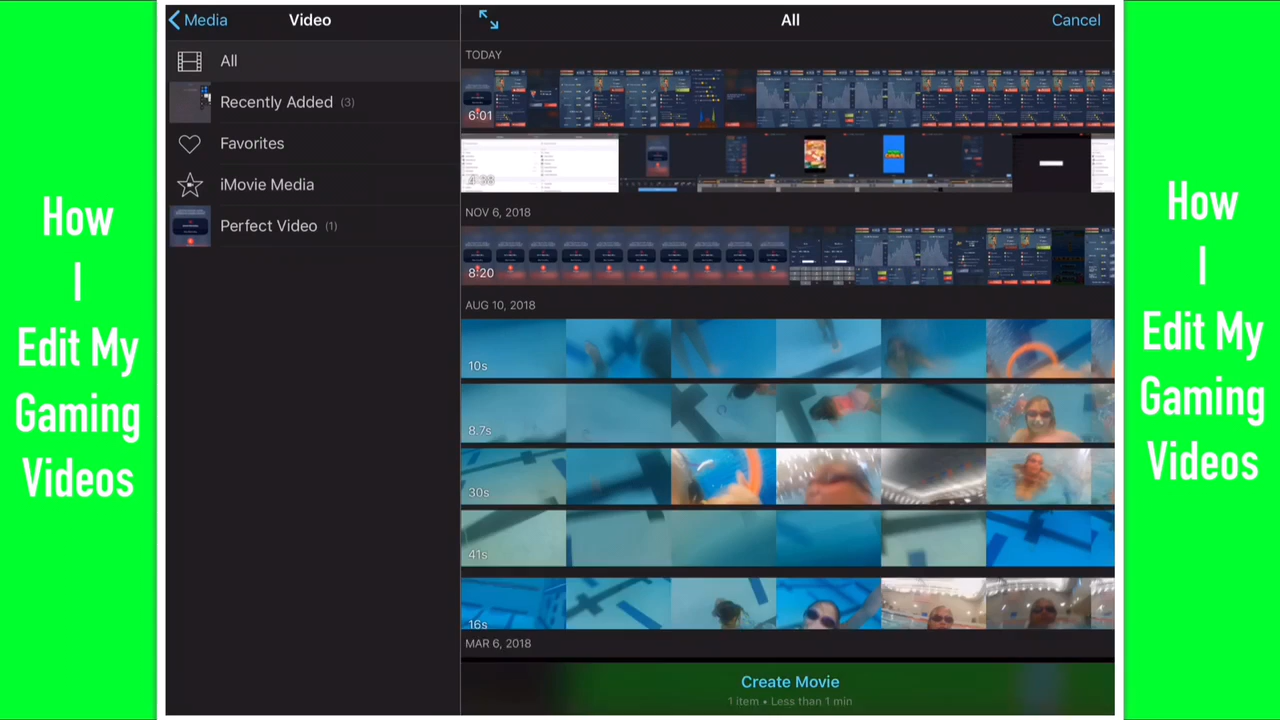 How
I
Edit My
Gaming
Videos
Media
Video
All
Recently Added (3)
Favorites
iMovie Media
Perfect Video (1)
All
Cancel
TODAY
6:01
4:38
NOV 6, 2018
8:20
AUG 10, 2018
10s
8.7s
30s
41s
16s
MAR 6, 2018
Create Movie
1 item • Less than 1 min
How
I
Edit My
Gaming
Videos